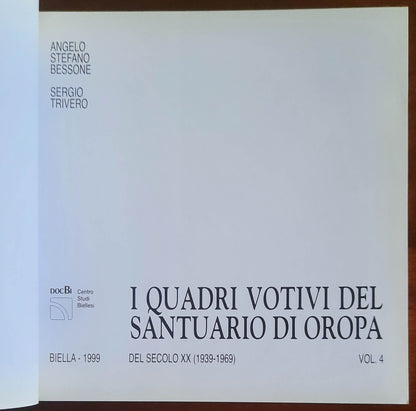 ANGELO
STEFANO
BESSONE
SERGIO
TRIVERO
DOCBI
Centro
Studi
Biellesi
I QUADRI VOTIVI DEL
SANTUARIO DI OROPA
BIELLA - 1999
DEL SECOLO XX (1939-1969)
VOL. 4